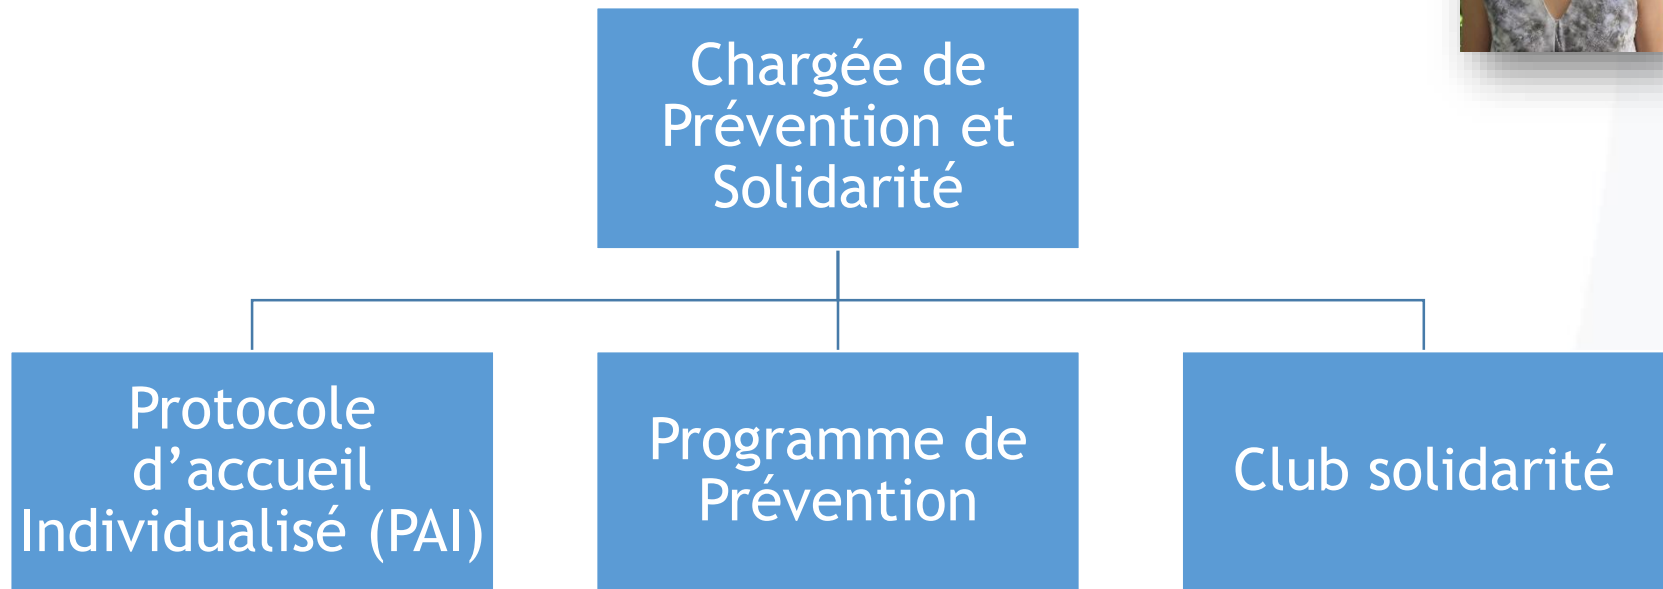 Chargée de
Prévention et
Solidarité
Protocole
d’accueil
Individualisé (PAI)
Programme de
Prévention
Club solidarité